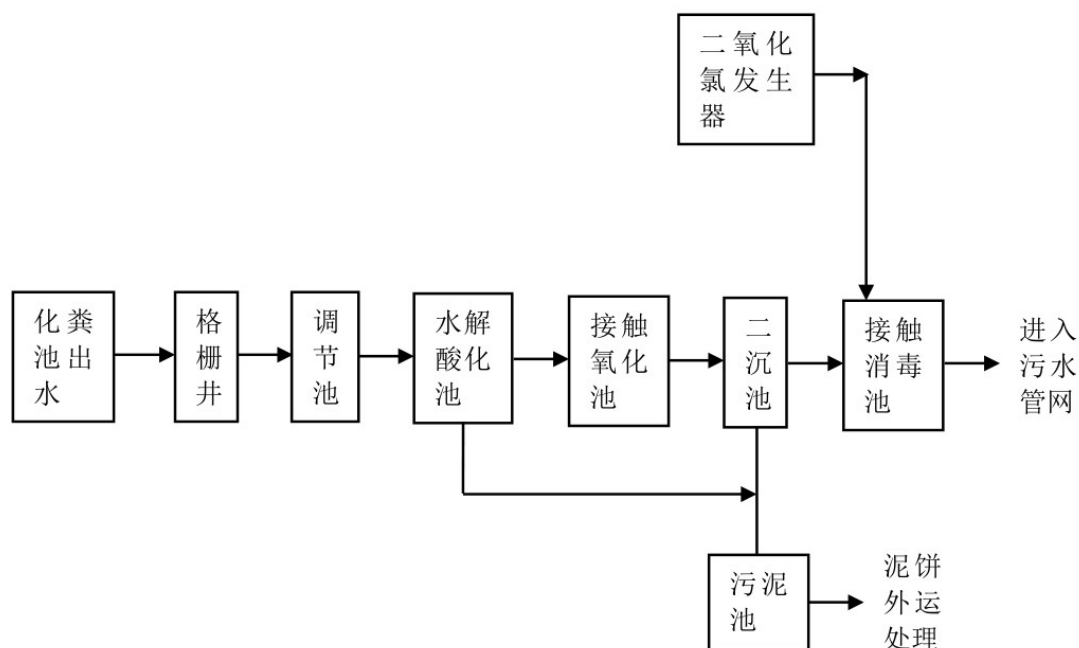 二氧化
氯发生
器
化粪
池出
水
格
栅
井
调
节
池
水解
酸化
池
接触
氧化
池
二
沉
池
接触
消毒
池
进入
污水
管网
污泥
池
泥饼
外运
处理